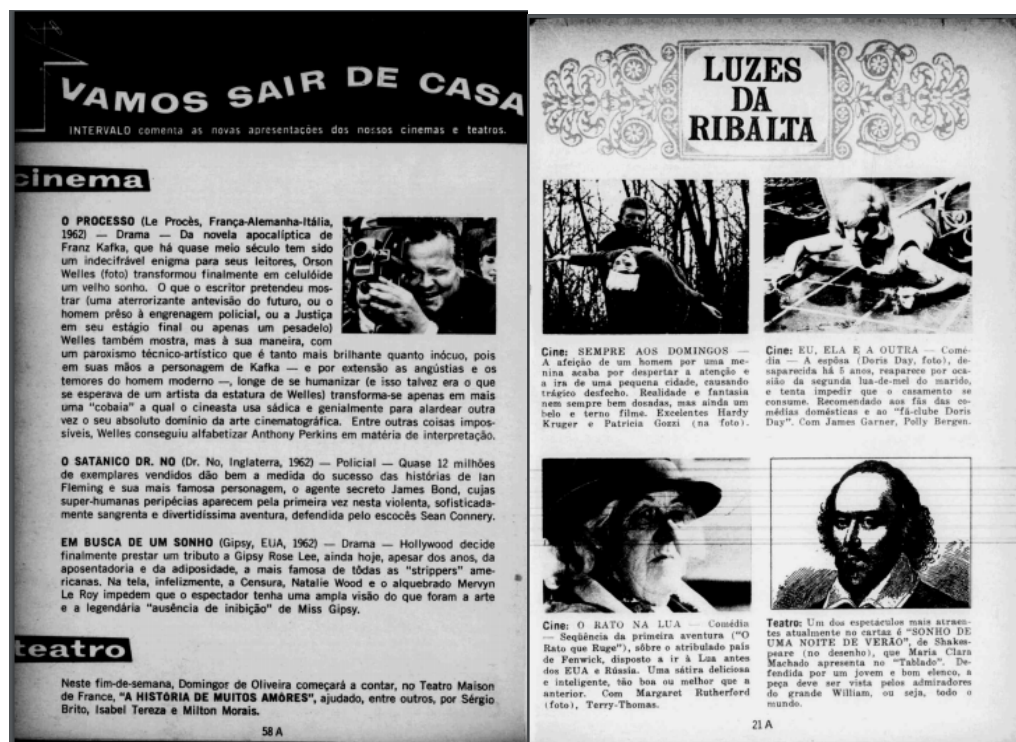 VAMOS SAIR DE CASA
INTERVALO comenta as novas apresentações dos nossos cinemas e teatros.
cinema
O PROCESSO (Le Procès, França-Alemanha-Itália,
1962) — Drama — Da novela apocalíptica de
Franz Kafka, que há quase meio século tem sido
um indecifrável enigma para seus leitores, Orson
Welles (foto) transformou finalmente em celulóide
um velho sonho. O que o escritor pretendeu mos-
trar (uma aterrorizante antevisão do futuro, ou o
homem prêso à engrenagem policial, ou a Justiça
em seu estágio final ou apenas um pesadelo)
Welles também mostra, mas à sua maneira, com
um paroxismo técnico-artístico que é tanto mais brilhante quanto inócuo, pois
em suas mãos a personagem de Kafka — e por extensão as angústias e os
temores do homem moderno —, longe de se humanizar (e isso talvez era o que
se esperava de um artista da estatura de Welles) transforma-se apenas em mais
uma "cobaia" a qual o cineasta usa sádica e genialmente para alardear outra
vez o seu absoluto domínio da arte cinematográfica. Entre outras coisas impos-
síveis, Welles conseguiu alfabetizar Anthony Perkins em matéria de interpretação.
O SATÂNICO DR. NO (Dr. No, Inglaterra, 1962) — Policial — Quase 12 milhões
de exemplares vendidos dão bem a medida do sucesso das histórias de Ian
Fleming e sua mais famosa personagem, o agente secreto James Bond, cujas
super-humanas peripécias aparecem pela primeira vez nesta violenta, sofisticada-
mente sangrenta e divertidíssima aventura, defendida pelo escocês Sean Connery.
EM BUSCA DE UM SONHO (Gipsy, EUA, 1962) — Drama — Hollywood decide
finalmente prestar um tributo a Gipsy Rose Lee, ainda hoje, apesar dos anos, da
aposentadoria e da adiposidade, a mais famosa de tôdas as "strippers" ame-
ricanas. Na tela, infelizmente, a Censura, Natalie Wood e o alquebrado Mervyn
Le Roy impedem que o espectador tenha uma ampla visão do que foram a arte
e a legendária "ausência de inibição" de Miss Gipsy.
teatro
Neste fim-de-semana, Domingor de Oliveira começará a contar, no Teatro Maison
de France, "A HISTÓRIA DE MUITOS AMÔRES", ajudado, entre outros, por Sérgio
Brito, Isabel Tereza e Milton Morais.
58 A
LUZES
DA
RIBALTA
Cine: SEMPRE AOS DOMINGOS —
A afeição de um homem por uma me-
nina acaba por despertar a atenção e
a ira de uma pequena cidade, causando
trágico desfecho. Realidade e fantasia
nem sempre bem dosadas, mas ainda um
belo e terno filme. Excelentes Hardy
Kruger e Patrícia Gozzi (na foto).
Cine: EU, ELA E A OUTRA — Comé-
dia — A espôsa (Doris Day, foto), de-
saparecida há 5 anos, reaparece por oca-
sião da segunda lua-de-mel do marido,
e tenta impedir que o casamento se
consume. Recomendado aos fãs das co-
médias domésticas e ao "fã-clube Doris
Day". Com James Garner, Polly Bergen.
Cine: O RATO NA LUA — Comédia
— Seqüência da primeira aventura ("O
Rato que Ruge"), sôbre o atribulado país
de Fenwick, disposto a ir à Lua antes
dos EUA e Rússia. Uma sátira deliciosa
e inteligente, tão boa ou melhor que a
anterior. Com Margaret Rutherford
(foto), Terry-Thomas.
Teatro: Um dos espetáculos mais atraen-
tes atualmente no cartaz é "SONHO DE
UMA NOITE DE VERÃO", de Shakes-
peare (no desenho), que Maria Clara
Machado apresenta no "Tablado". De-
fendida por um jovem e bom elenco, a
peça deve ser vista pelos admiradores
do grande William, ou seja, todo o
mundo.
21 A